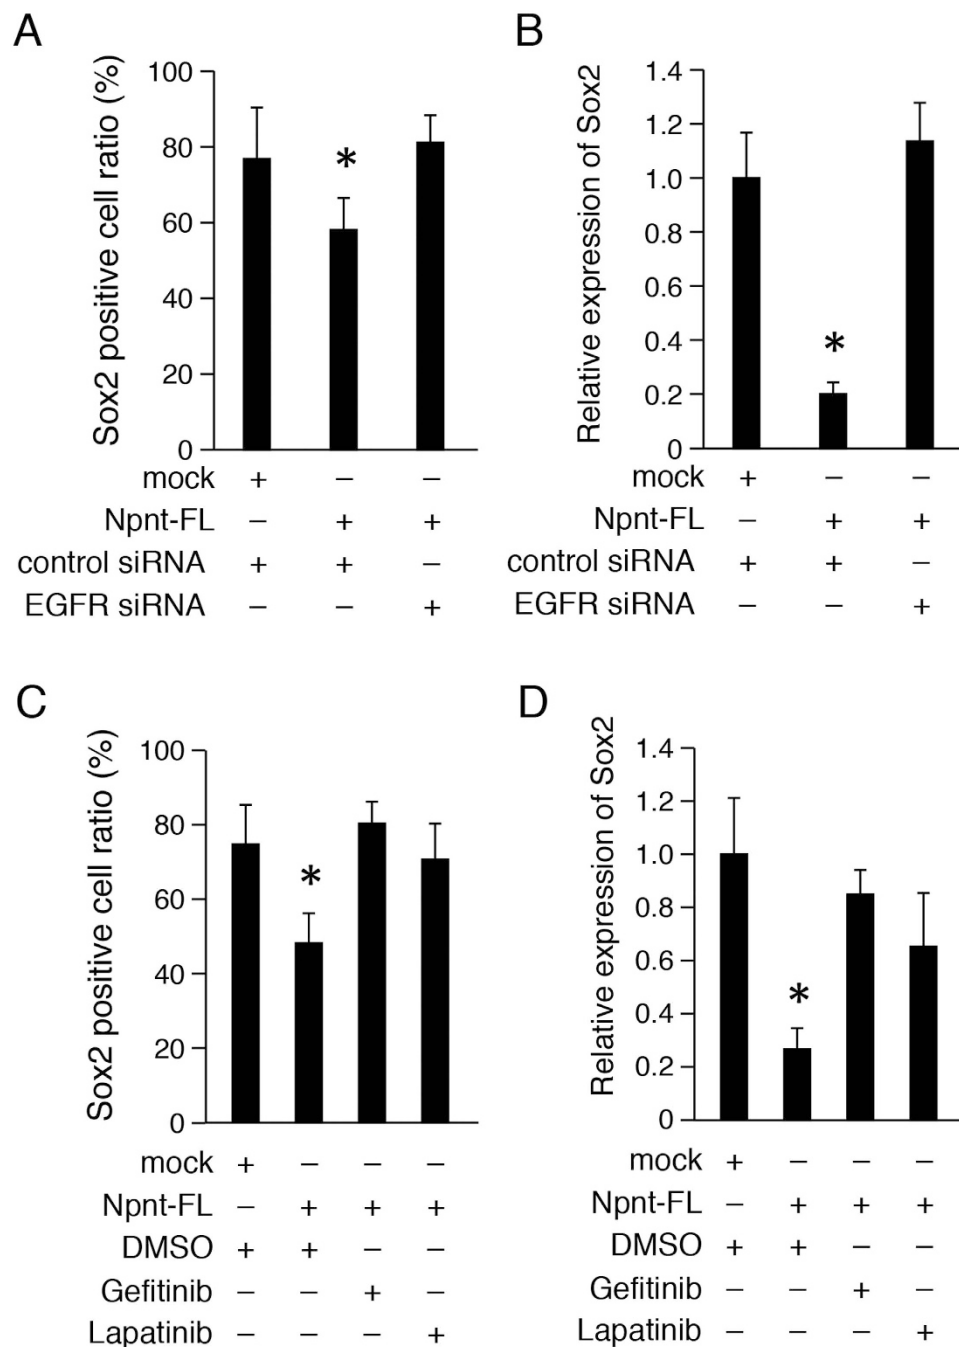 A
Sox2 positive cell ratio (%)
100
80
60
40
20
0
*
mock + − −
Npnt-FL − + +
control siRNA + + −
EGFR siRNA − − +
B
Relative expression of Sox2
1.4
1.2
1.0
0.8
0.6
0.4
0.2
0
*
mock + − −
Npnt-FL − + +
control siRNA + + −
EGFR siRNA − − +
C
Sox2 positive cell ratio (%)
100
80
60
40
20
0
*
mock + − − −
Npnt-FL − + + +
DMSO + + − −
Gefitinib − − + −
Lapatinib − − − +
D
Relative expression of Sox2
1.4
1.2
1.0
0.8
0.6
0.4
0.2
0
*
mock + − − −
Npnt-FL − + + +
DMSO + + − −
Gefitinib − − + −
Lapatinib − − − +